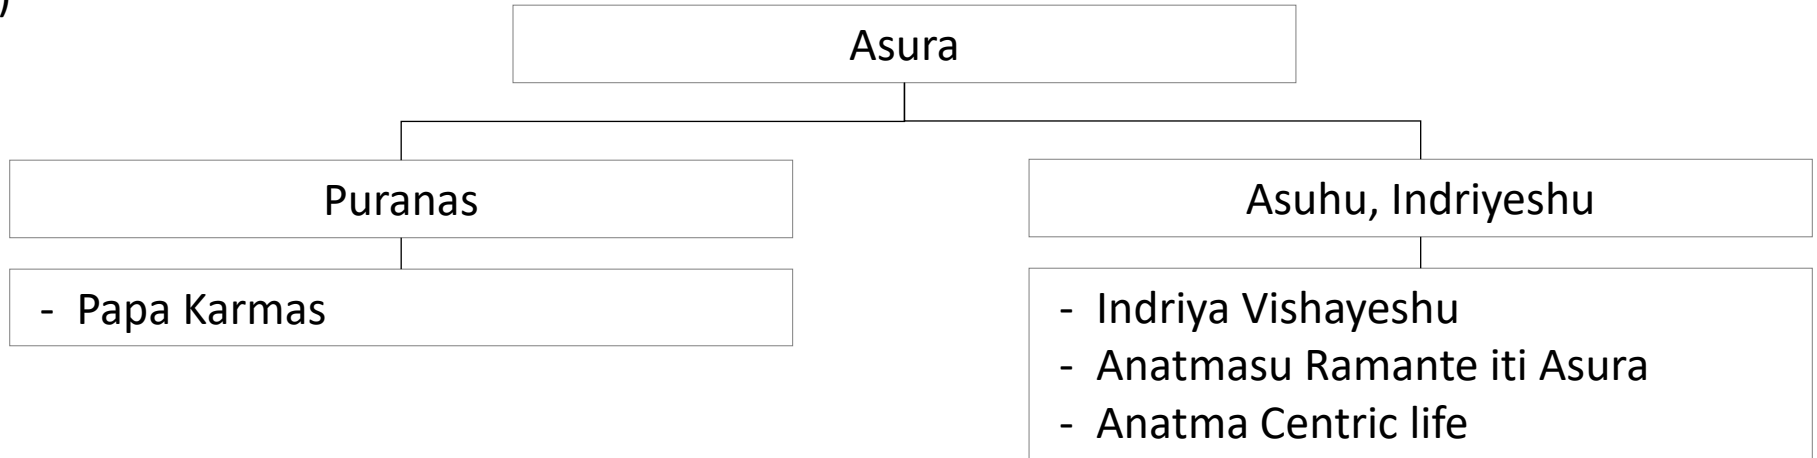 )
Asura
Puranas
Asuhu, Indriyeshu
- Papa Karmas
- Indriya Vishayeshu
- Anatmasu Ramante iti Asura
- Anatma Centric life